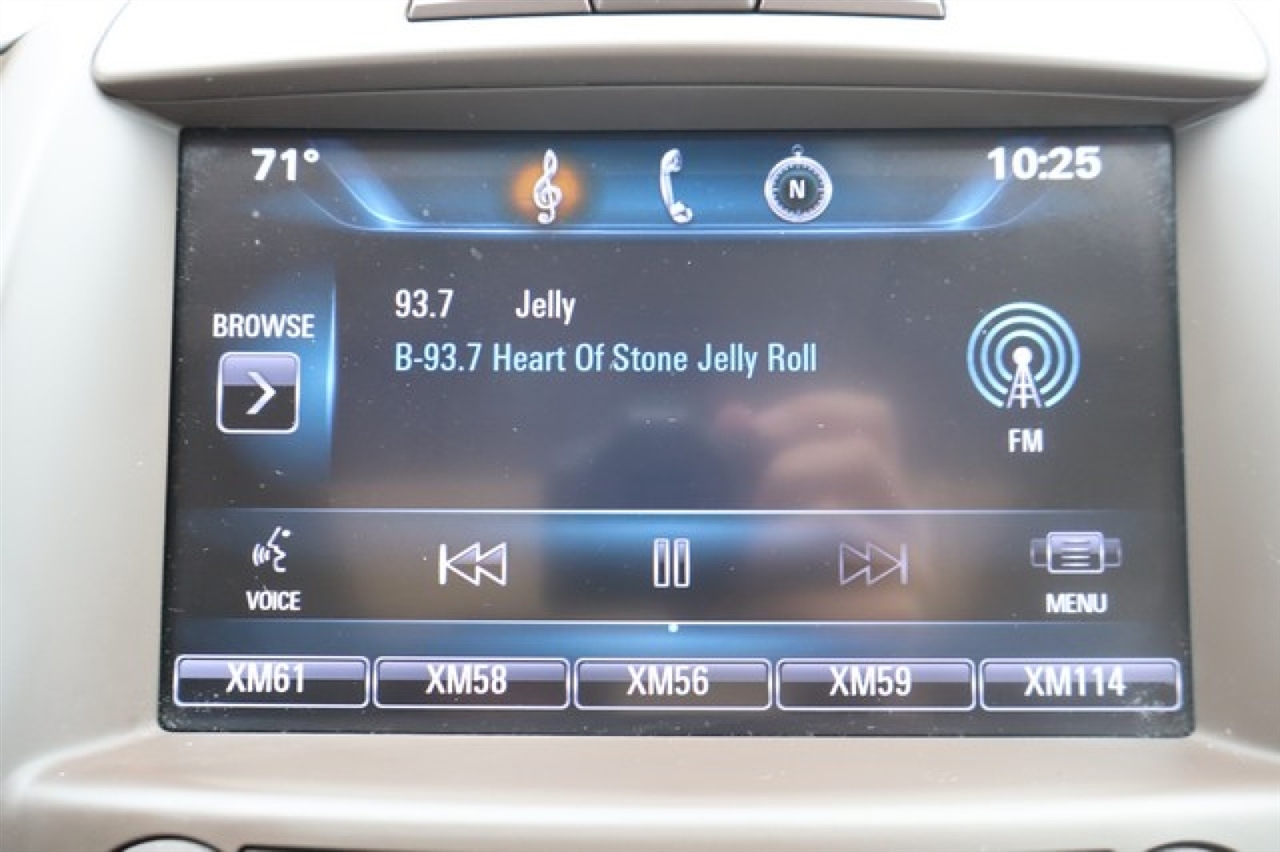 71° 10:25
N
93.7 Jelly
BROWSE
B-93.7 Heart Of Stone Jelly Roll
FM
VOICE
MENU
XM61 XM58 XM56 XM59 XM114